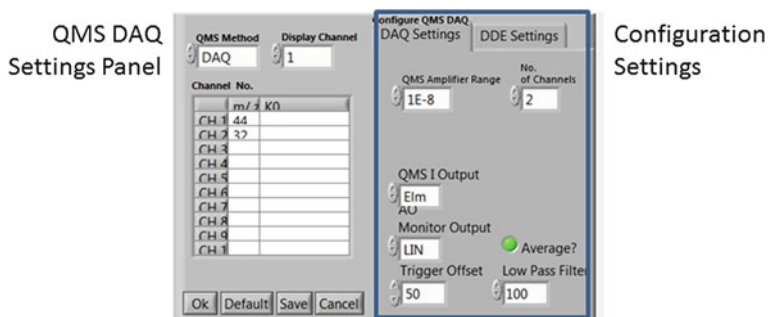 QMS DAQ
Settings Panel
QMS Method
Display Channel
DAQ
1
Channel No.
m/z K0
CH 1 44
CH 2 32
CH 3
CH 4
CH 5
CH 6
CH 7
CH 8
CH 9
CH 1
Ok Default Save Cancel
Configure QMS DAQ
DAQ Settings DDE Settings
QMS Amplifier Range
No.
of Channels
1E-8
2
QMS I Output
Elm
AO
Monitor Output
LIN
Average?
Trigger Offset Low Pass Filter
50 100
Configuration
Settings